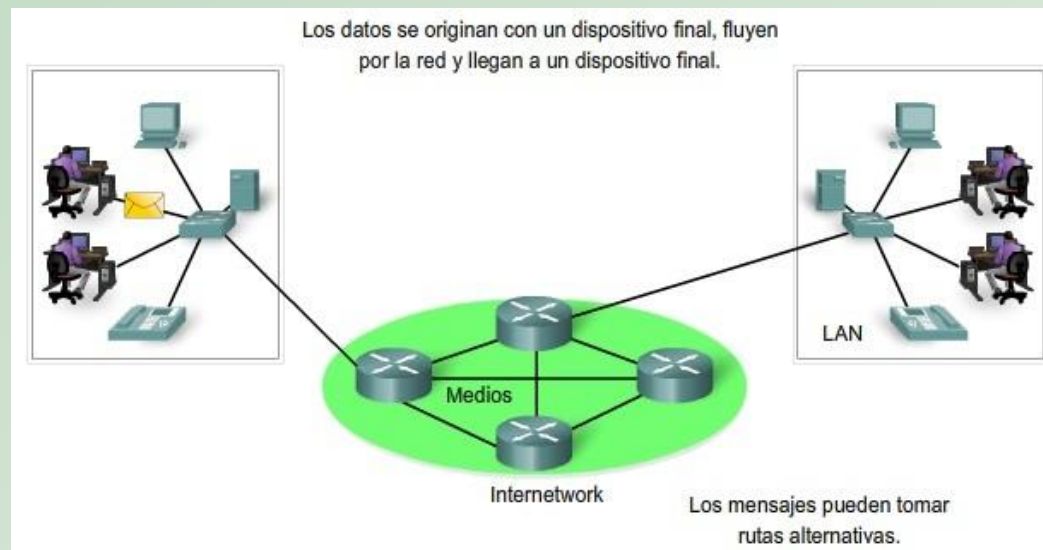 Los datos se originan con un dispositivo final, fluyen
por la red y llegan a un dispositivo final.
LAN
Medios
Internetwork
Los mensajes pueden tomar
rutas alternativas.